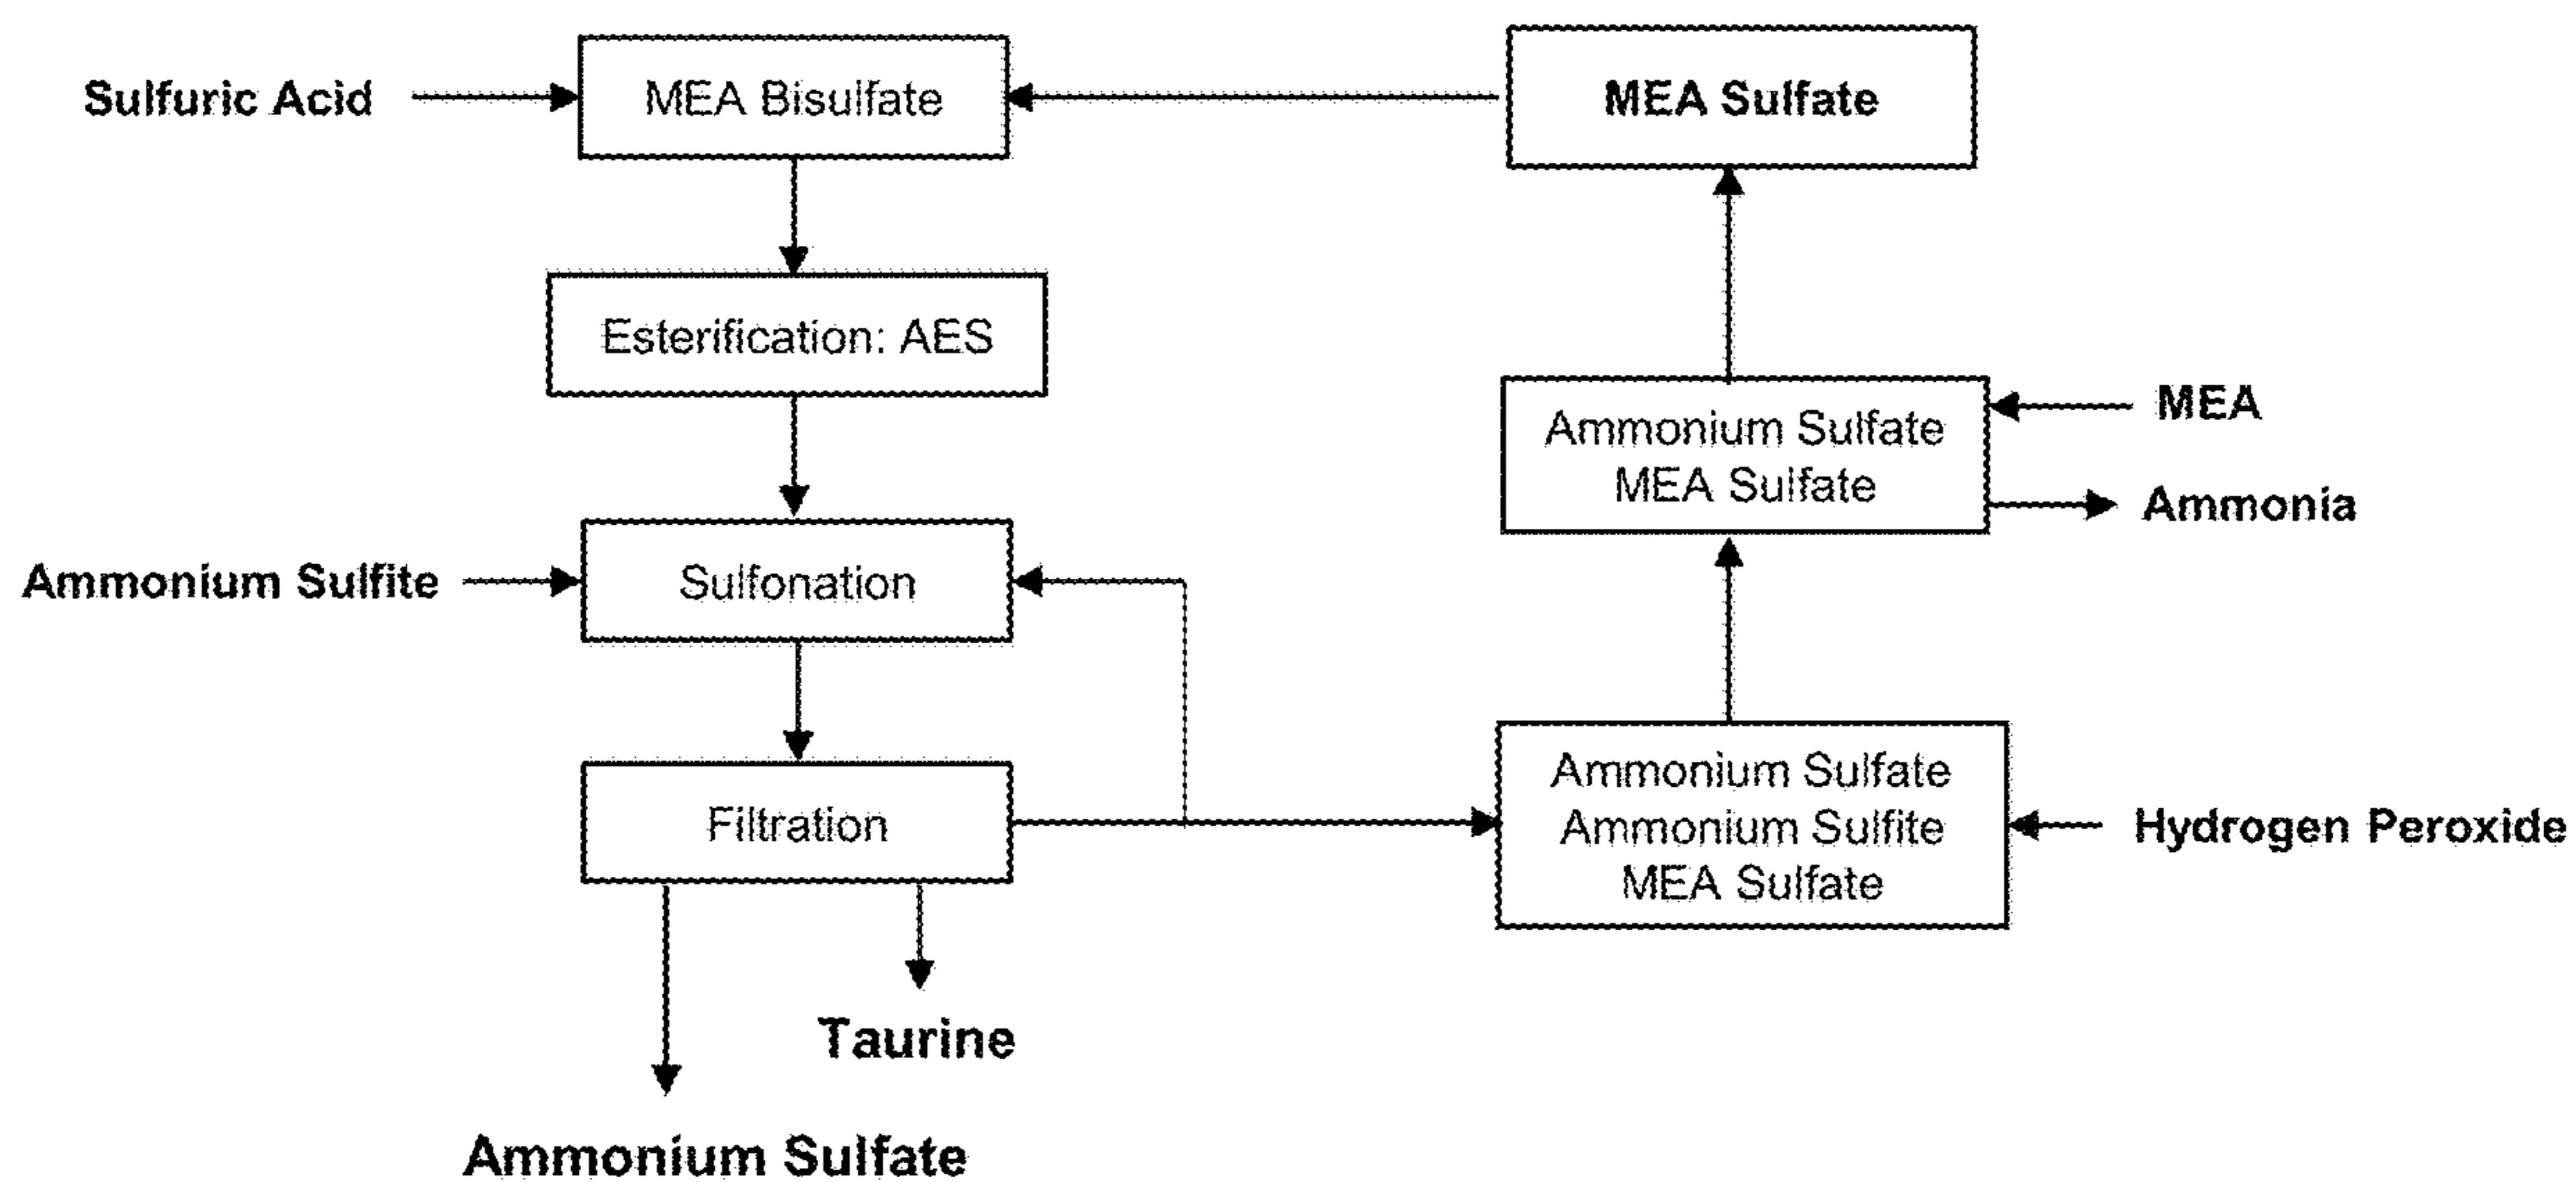 Sulfuric Acid
MEA Bisulfate
MEA Sulfate
Esterification: AES
Ammonium Sulfate
MEA Sulfate
MEA
Ammonia
Ammonium Sulfite
Sulfonation
Filtration
Ammonium Sulfate
Ammonium Sulfite
MEA Sulfate
Hydrogen Peroxide
Taurine
Ammonium Sulfate